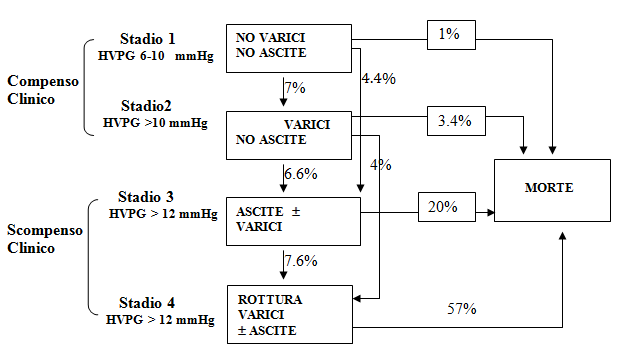 Stadio 1
HVPG 6-10 mmHg
NO VARICI
NO ASCITE
1%
Compenso
Clinico
7%
4.4%
Stadio2
HVPG >10 mmHg
VARICI
NO ASCITE
3.4%
6.6%
4%
MORTE
Stadio 3
HVPG > 12 mmHg
ASCITE ±
VARICI
20%
Scompenso
Clinico
7.6%
Stadio 4
HVPG > 12 mmHg
ROTTURA
VARICI
± ASCITE
57%